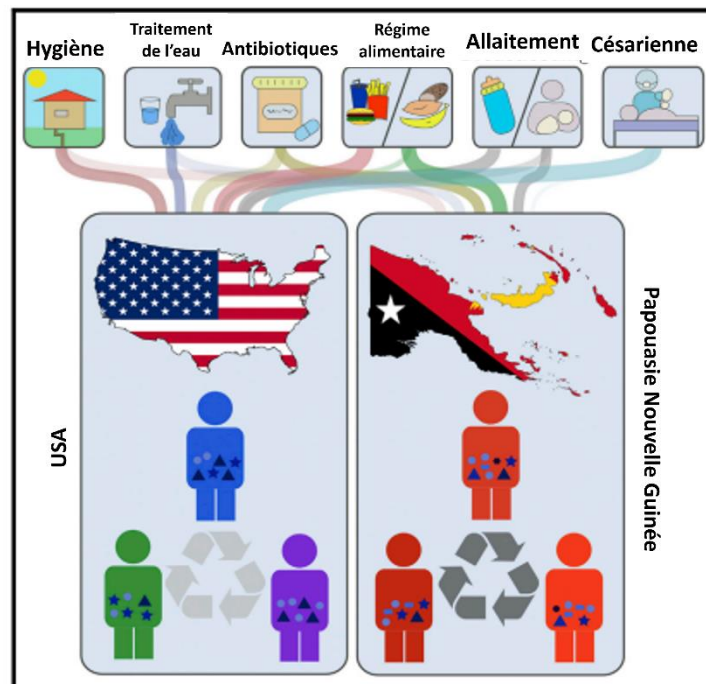 Hygiène
Traitement
de l'eau
Antibiotiques
Régime
alimentaire
Allaitement
Césarienne
USA
Papouasie Nouvelle Guinée